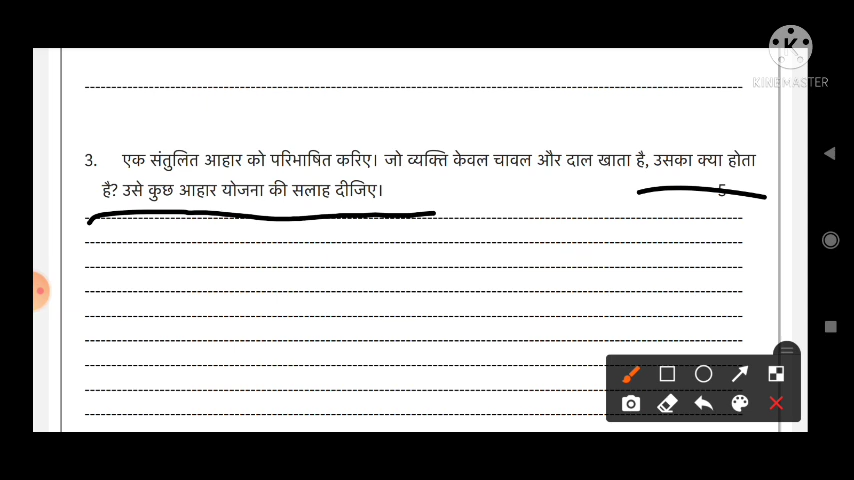 K
KINEMASTER
3. एक संतुलित आहार को परिभाषित करिए। जो व्यक्ति केवल चावल और दाल खाता है, उसका क्या होता
है? उसे कुछ आहार योजना की सलाह दीजिए। 5